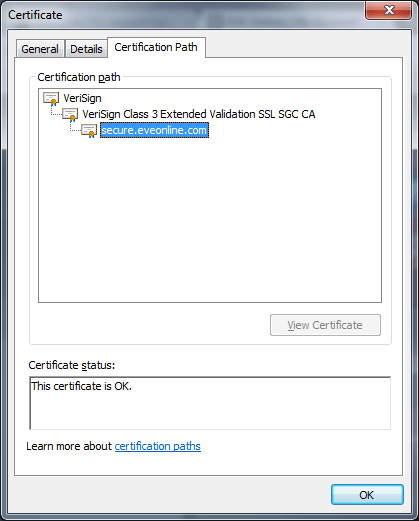 Certificate
General
Details
Certification Path
Certification path
VeriSign
VeriSign Class 3 Extended Validation SSL SGC CA
secure.eveonline.com
View Certificate
Certificate status:
This certificate is OK.
Learn more about certification paths
OK